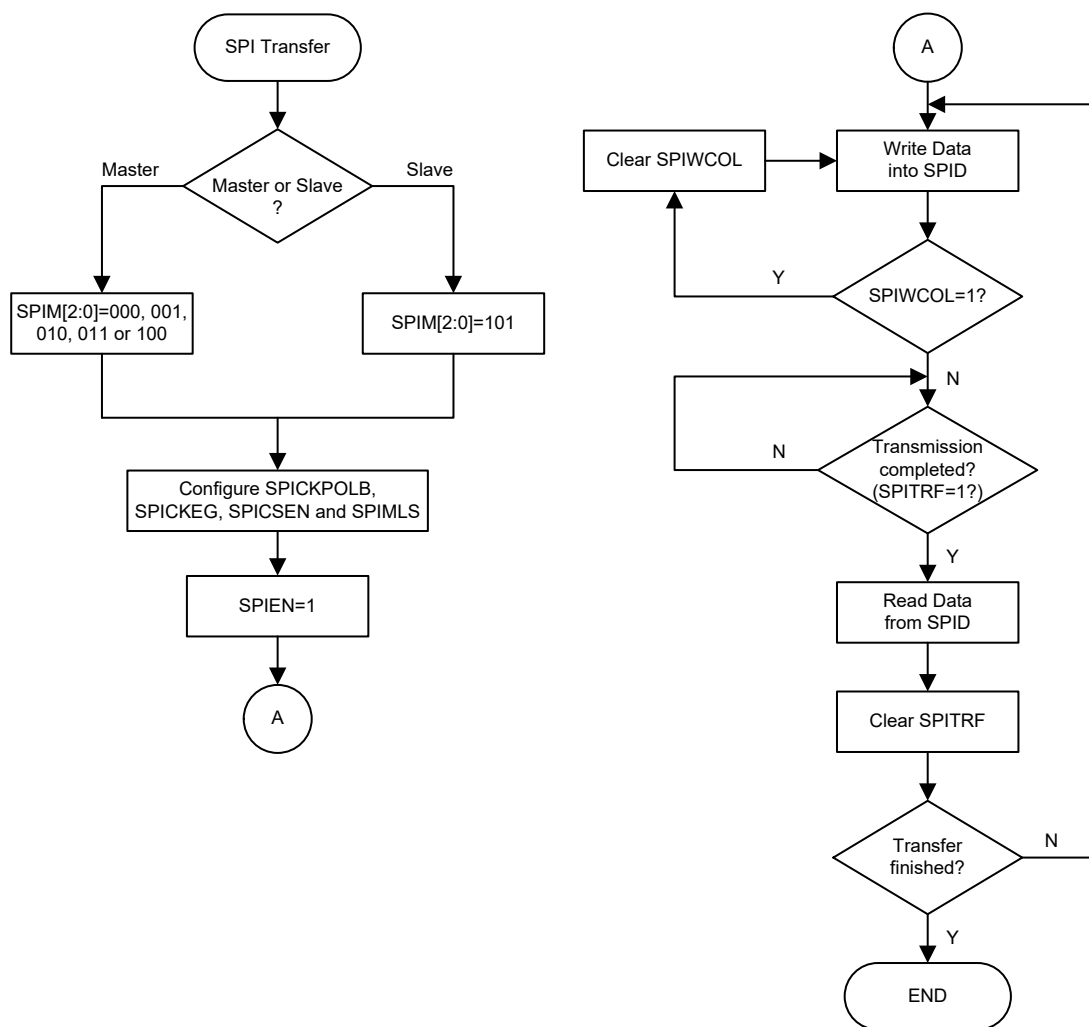 SPI Transfer
Master
Master or Slave
?
Slave
SPIM[2:0]=000, 001,
010, 011 or 100
SPIM[2:0]=101
Configure SPICKPOLB,
SPICKEG, SPICSEN and SPIMLS
SPIEN=1
A
A
Clear SPIWCOL
Write Data
into SPID
Y
SPIWCOL=1?
N
N
Transmission
completed?
(SPITRF=1?)
Y
Read Data
from SPID
Clear SPITRF
Transfer
finished?
N
Y
END